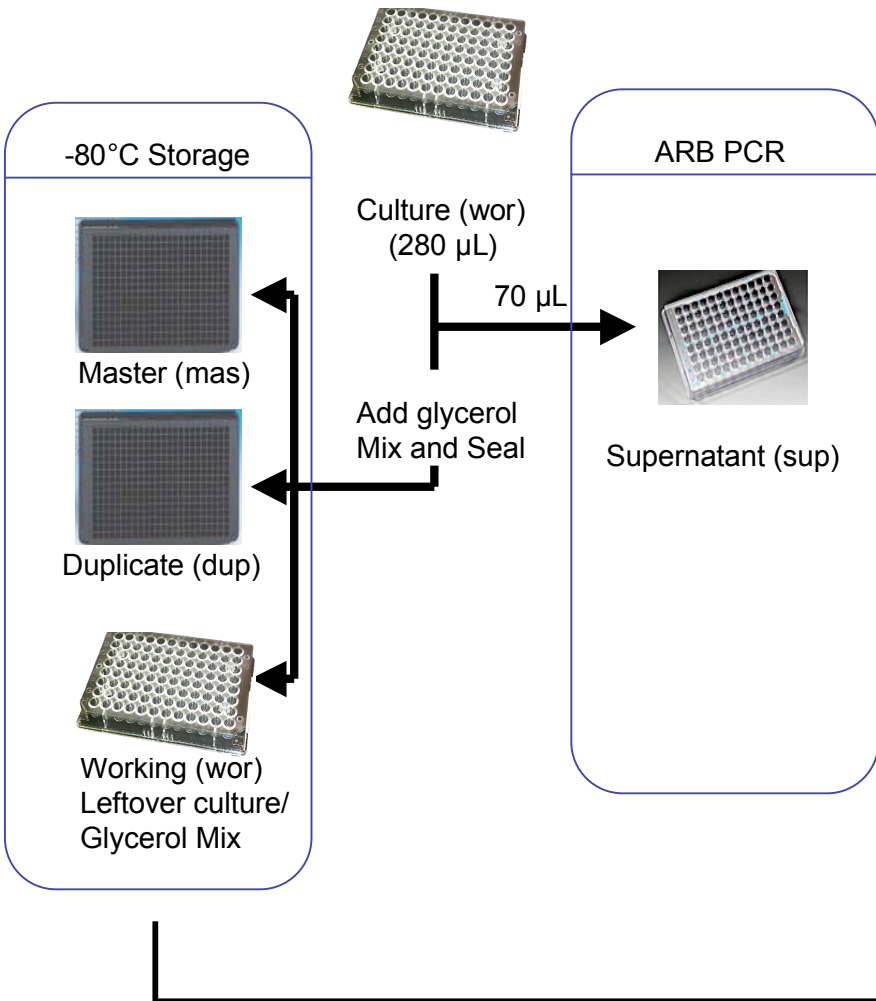 -80°C Storage
Master (mas)
Duplicate (dup)
Working (wor)
Leftover culture/
Glycerol Mix
Culture (wor)
(280 µL)
70 µL
Add glycerol
Mix and Seal
ARB PCR
Supernatant (sup)